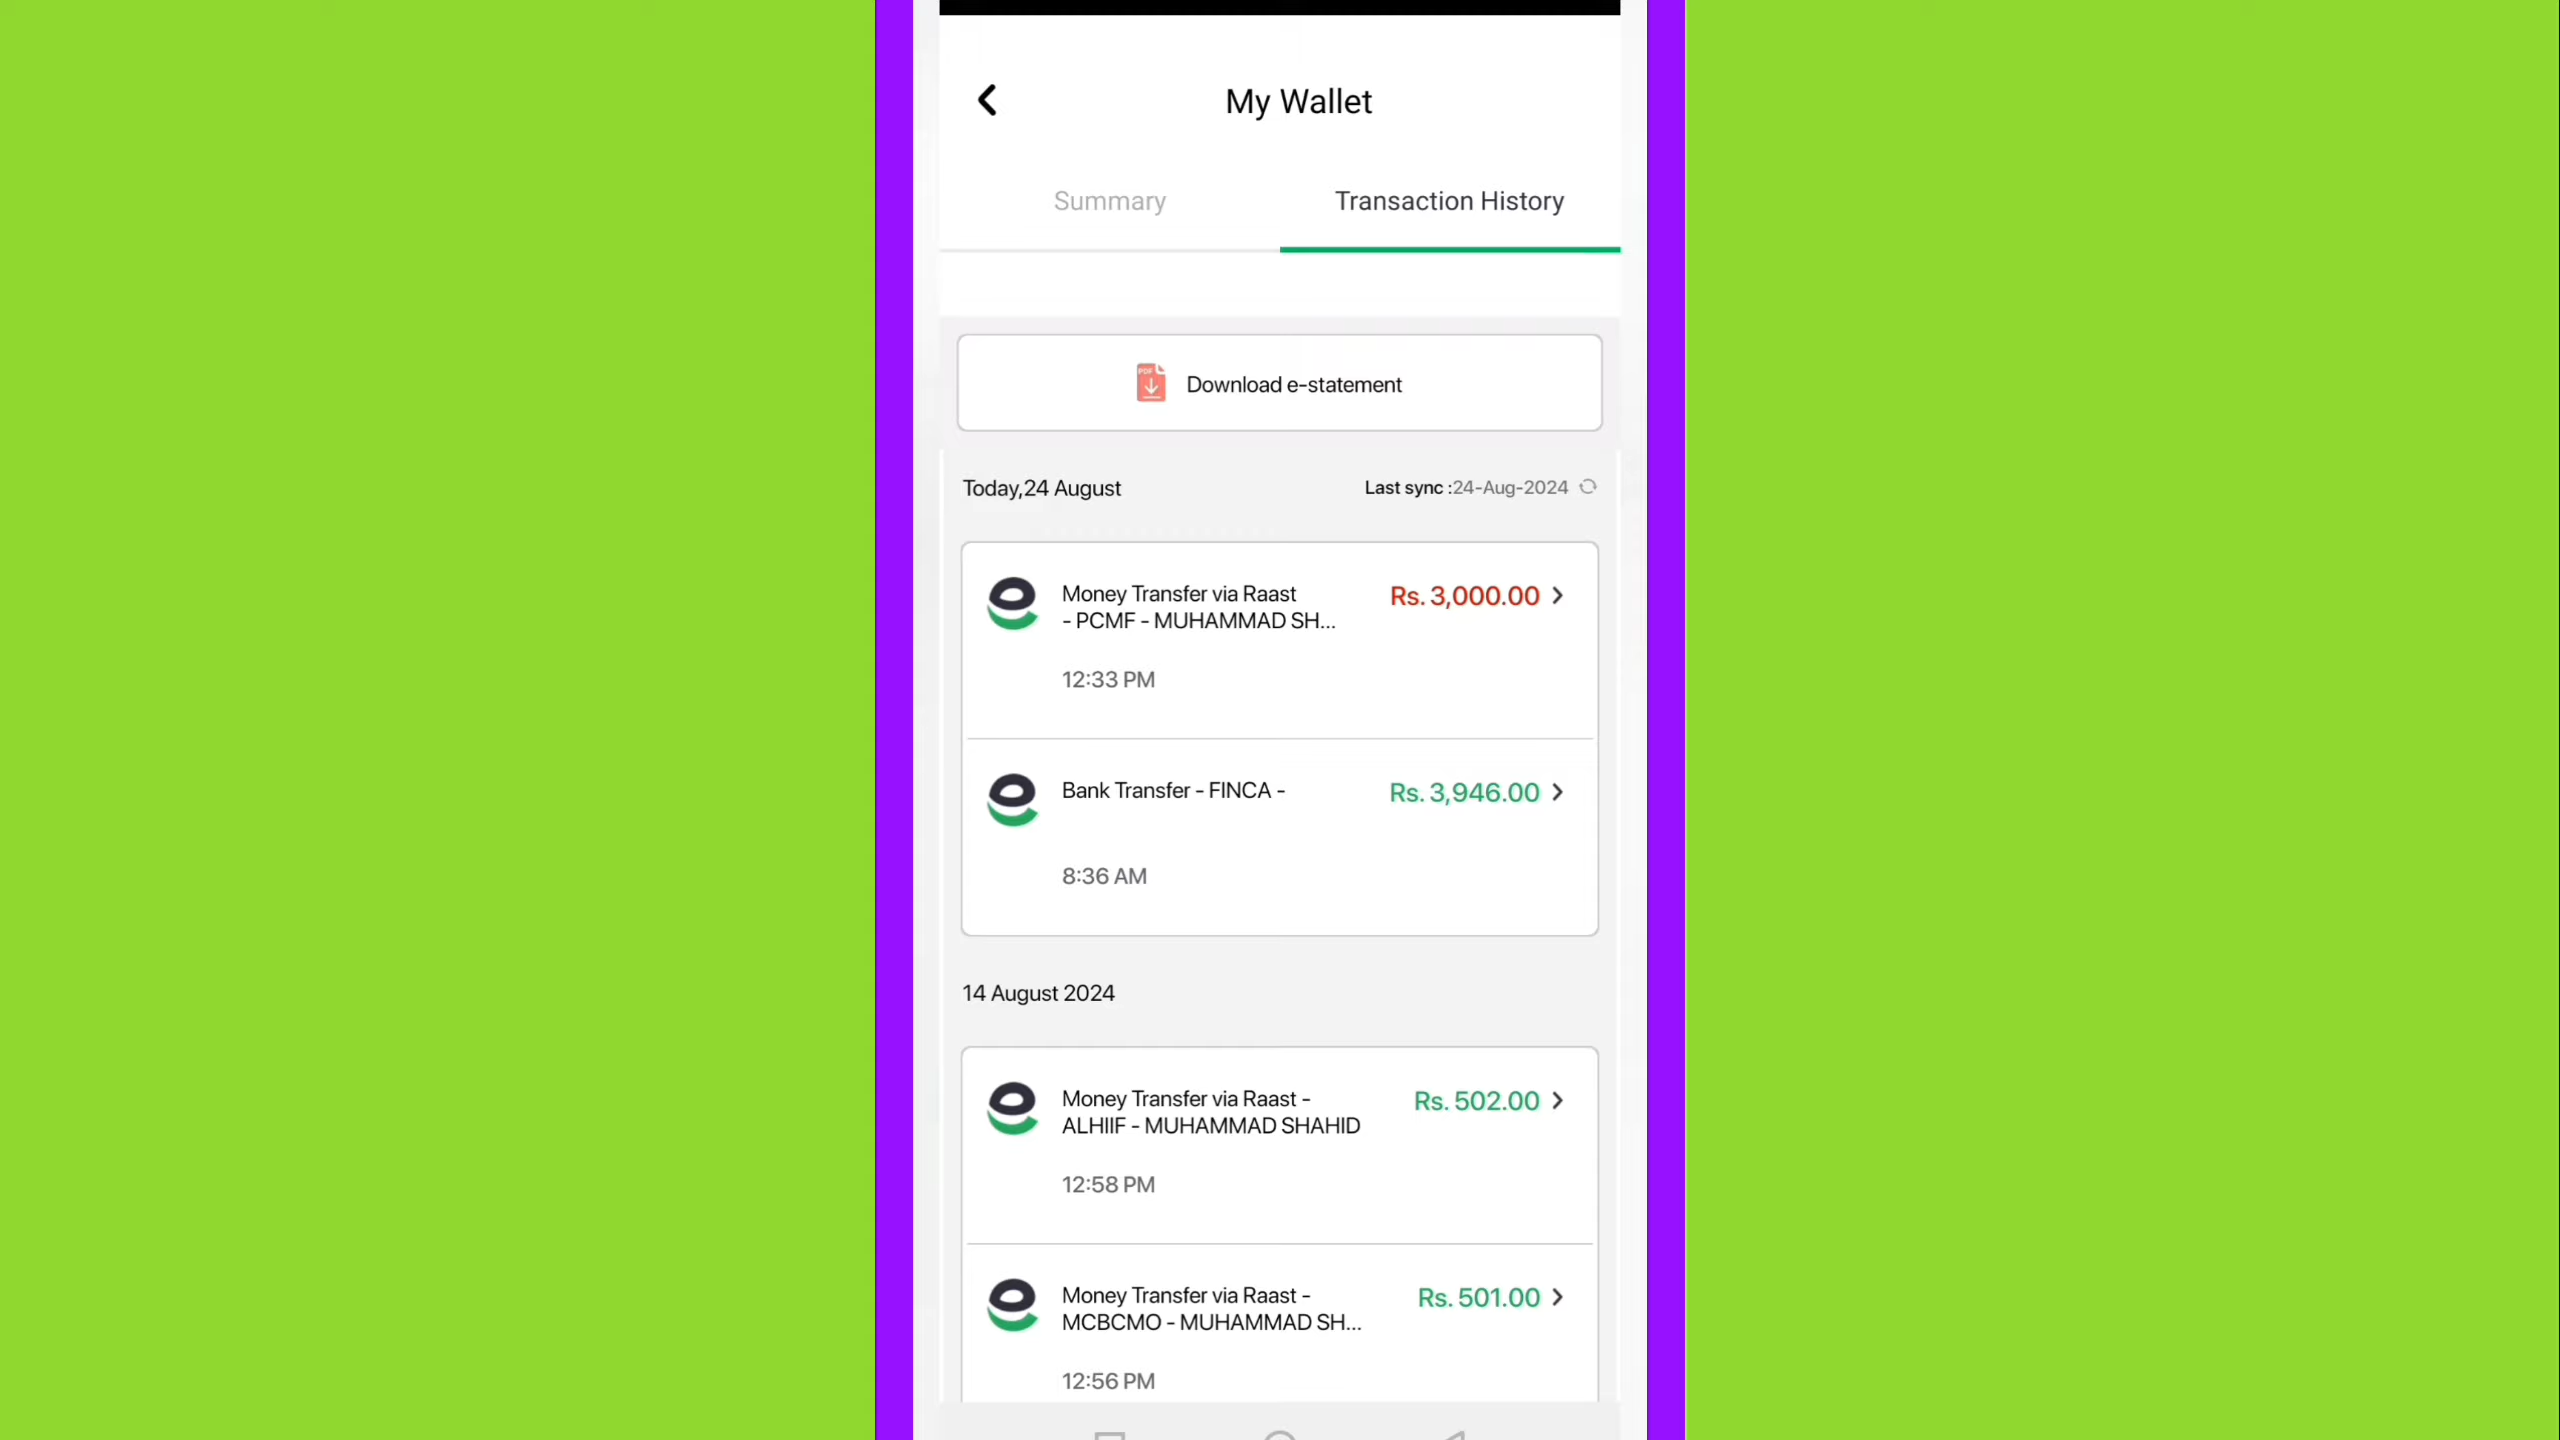 My Wallet
Summary
Transaction History
PDF
Download e-statement
Today,24 August
Last sync :24-Aug-2024
Money Transfer via Raast
- PCMF - MUHAMMAD SH...
Rs. 3,000.00
12:33 PM
Bank Transfer - FINCA -
Rs. 3,946.00
8:36 AM
14 August 2024
Money Transfer via Raast -
ALHIIF - MUHAMMAD SHAHID
Rs. 502.00
12:58 PM
Money Transfer via Raast -
MCBCMO - MUHAMMAD SH...
Rs. 501.00
12:56 PM